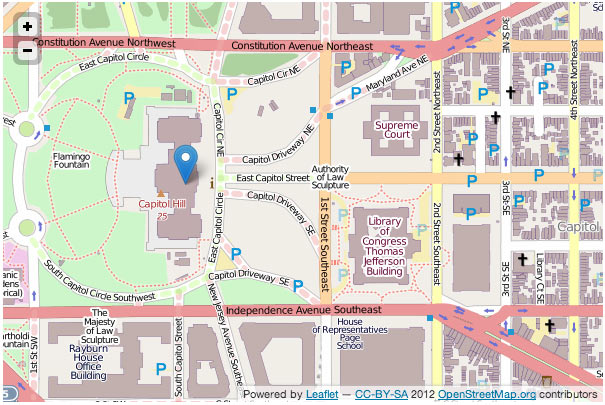 +
−
Constitution Avenue Northwest
Constitution Avenue Northeast
East Capitol Circle
Capitol Cir NE
Maryland Ave NE
3rd St NE
4th Street Northeast
2nd Street Northeast
Capitol Cir NE
Capitol Driveway NE
Supreme
Court
Flamingo
Fountain
East Capitol Street
Authority
of Law
Sculpture
Capitol Hill
25
Capitol Driveway SE
East Capitol Circle
1st Street Southeast
2nd Street Southeast
3rd St SE
Library
of
Congress
Thomas
Jefferson
Building
Capitol
South Capitol Circle Southwest
Capitol Driveway SE
3rd St SE
Library Ct SE
1st St SW
The
Majesty
of Law
Sculpture
Rayburn
House
Office
Building
South Capitol Street
New Jersey Avenue Southe
Independence Avenue Southeast
House
of Representatives
Page
School
Powered by Leaflet — CC-BY-SA 2012 OpenStreetMap.org contributors